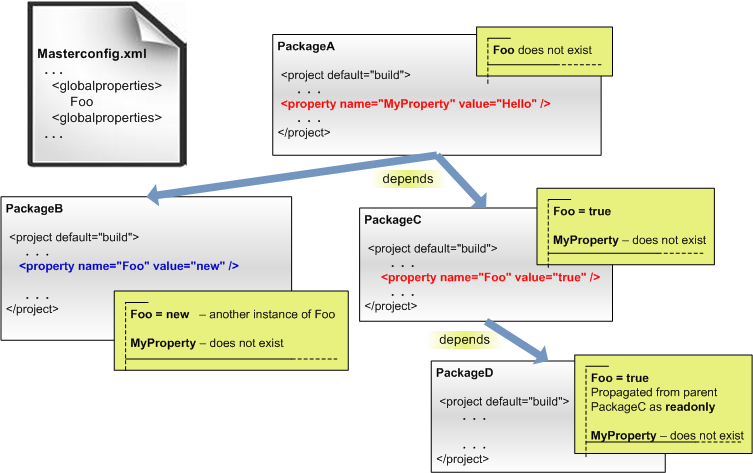 Masterconfig.xml
. . .
<globalproperties>
Foo
<globalproperties>
. . .
PackageA
<project default="build">
. . .
<property name="MyProperty" value="Hello" />
. . .
</project>
Foo does not exist
depends
PackageB
<project default="build">
. . .
<property name="Foo" value="new" />
. . .
</project>
Foo = new – another instance of Foo
MyProperty – does not exist
PackageC
<project default="build">
. . .
<property name="Foo" value="true" />
. . .
</project>
Foo = true
MyProperty – does not exist
depends
PackageD
<project default="build">
. . .
. . .
</project>
Foo = true
Propagated from parent
PackageC as readonly
MyProperty – does not exist